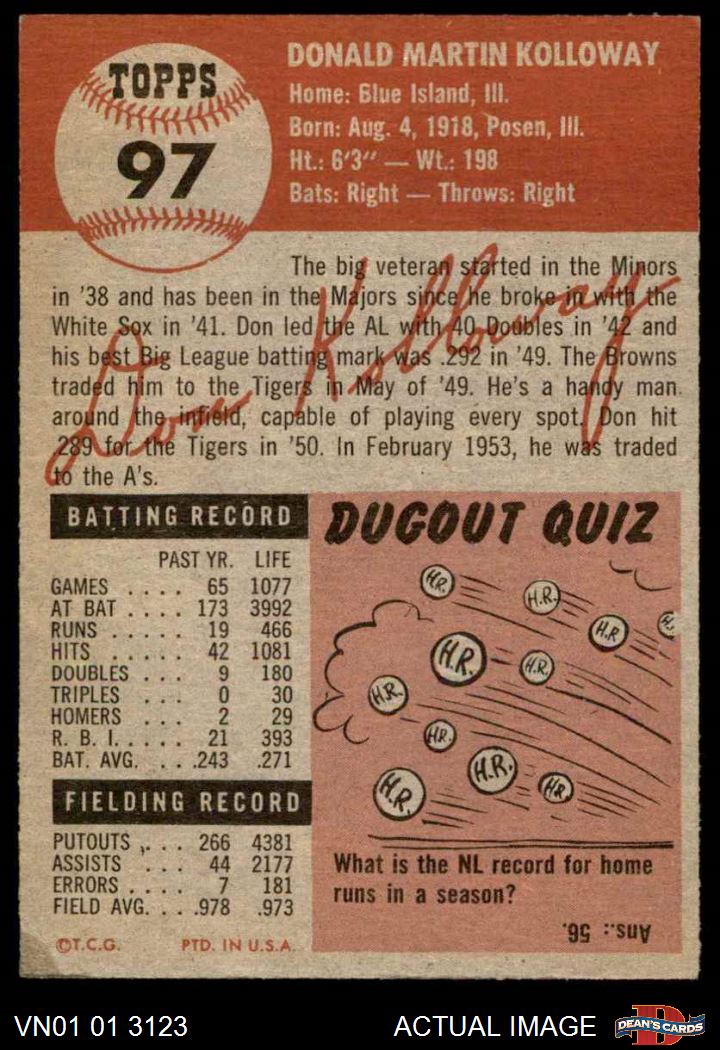 TOPPS
97
DONALD MARTIN KOLLOWAY
Home: Blue Island, Ill.
Born: Aug. 4, 1918, Posen, Ill.
Ht.: 6'3" — Wt.: 198
Bats: Right — Throws: Right
The big veteran started in the Minors
in '38 and has been in the Majors since he broke in with the
White Sox in '41. Don led the AL with 40 Doubles in '42 and
his best Big League batting mark was .292 in '49. The Browns
traded him to the Tigers in May of '49. He's a handy man
around the infield, capable of playing every spot. Don hit
.289 for the Tigers in '50. In February 1953, he was traded
to the A's.
Don Kolloway
BATTING RECORD
PAST YR. LIFE
GAMES .... 65 1077
AT BAT .... 173 3992
RUNS ..... 19 466
HITS ..... 42 1081
DOUBLES ... 9 180
TRIPLES ... 0 30
HOMERS ... 2 29
R. B. I..... 21 393
BAT. AVG. ... .243 .271
FIELDING RECORD
PUTOUTS ... 266 4381
ASSISTS ... 44 2177
ERRORS .... 7 181
FIELD AVG. ... .978 .973
©T.C.G. PTD. IN U.S.A.
DUGOUT QUIZ
H.R.
H.R.
H.R.
H.R.
H.R.
H.R.
H.R.
H.R.
H.R.
H.R.
H.R.
What is the NL record for home
runs in a season?
Ans.: 56.
VN01 01 3123 ACTUAL IMAGE
D
DEAN'S CARDS